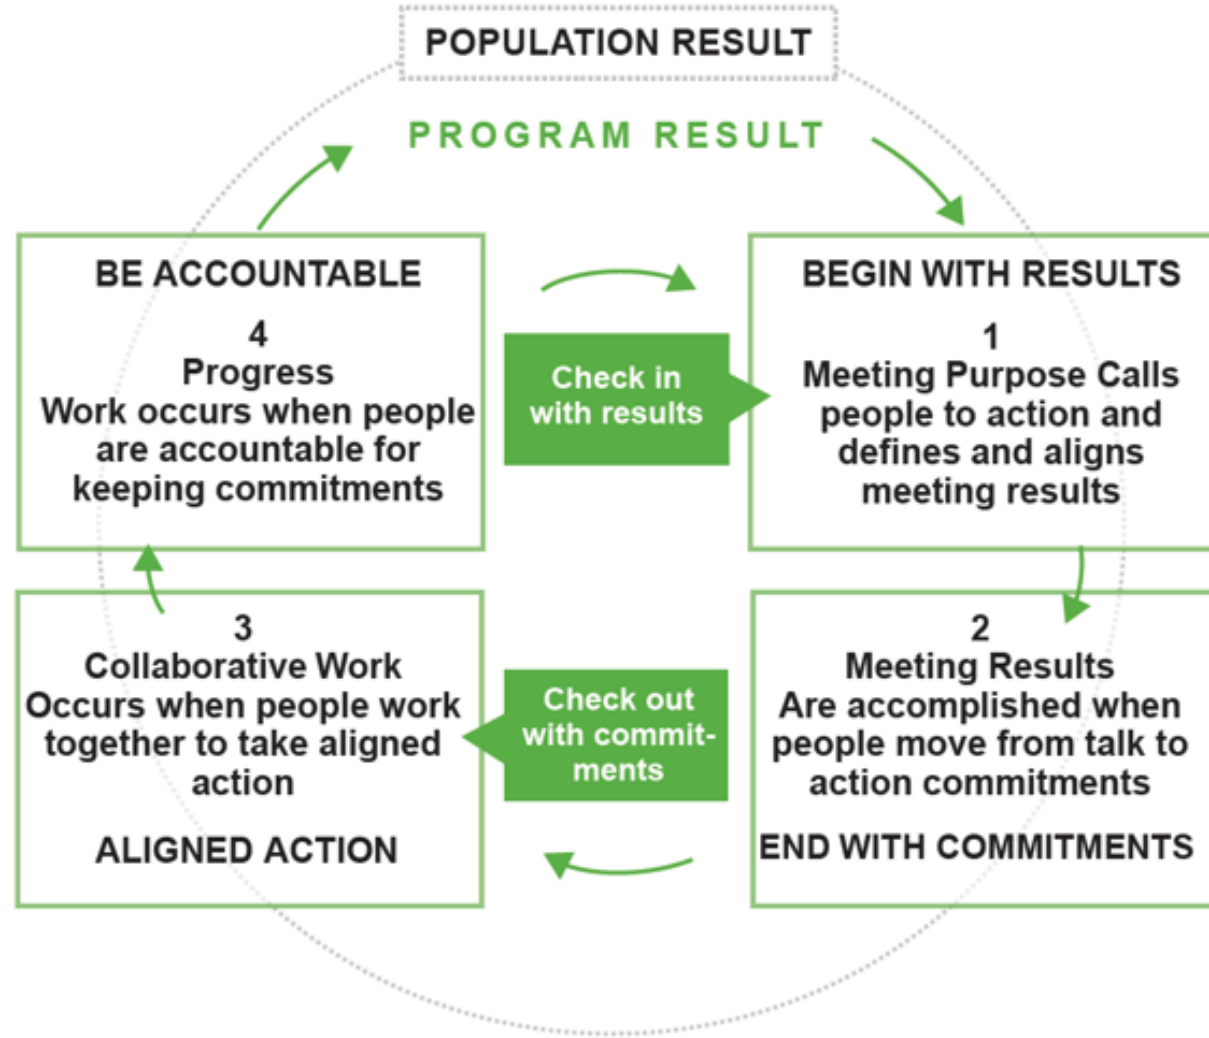 POPULATION RESULT
PROGRAM RESULT
BE ACCOUNTABLE
4
Progress
Work occurs when people
are accountable for
keeping commitments
Check in
with results
BEGIN WITH RESULTS
1
Meeting Purpose Calls
people to action and
defines and aligns
meeting results
3
Collaborative Work
Occurs when people work
together to take aligned
action
ALIGNED ACTION
Check out
with commit-
ments
2
Meeting Results
Are accomplished when
people move from talk to
action commitments
END WITH COMMITMENTS